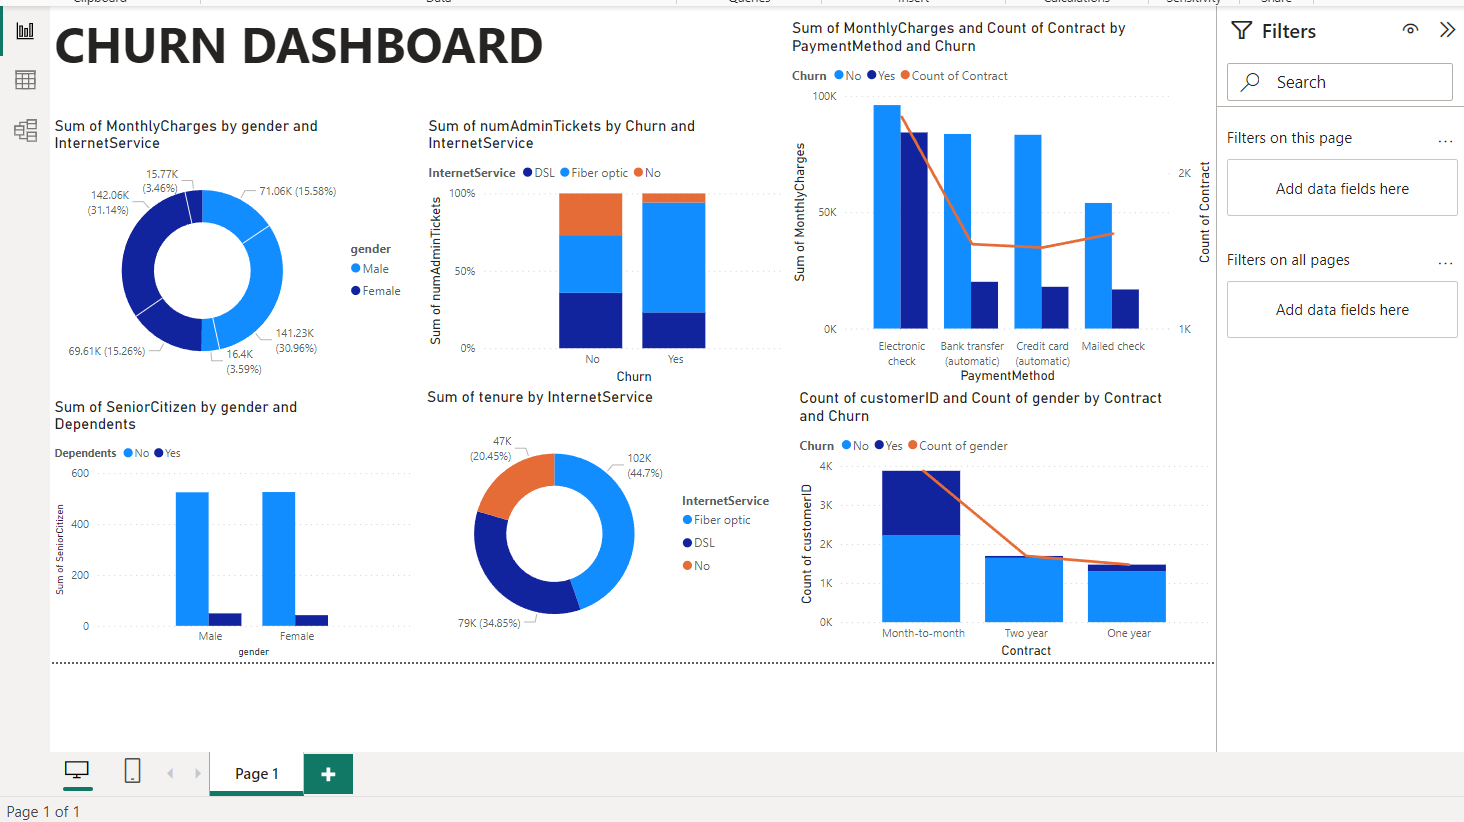 Clipboard
Data
Queries
Insert
Calculations
Sensitivity
Share
CHURN DASHBOARD
Sum of MonthlyCharges by gender and
InternetService
15.77K
(3.46%)
142.06K
(31.14%)
71.06K (15.58%)
gender
Male
Female
69.61K (15.26%)
16.4K
(3.59%)
141.23K
(30.96%)
Sum of numAdminTickets by Churn and
InternetService
InternetService DSL Fiber optic No
Sum of numAdminTickets
100%
50%
0%
No Yes
Churn
Sum of MonthlyCharges and Count of Contract by
PaymentMethod and Churn
Churn No Yes Count of Contract
Sum of MonthlyCharges
100K
50K
0K
2K
1K
Count of Contract
Electronic
check
Bank transfer
(automatic)
Credit card
(automatic)
Mailed check
PaymentMethod
Sum of SeniorCitizen by gender and
Dependents
Dependents No Yes
Sum of SeniorCitizen
600
400
200
0
Male Female
gender
Sum of tenure by InternetService
47K
(20.45%)
102K
(44.7%)
79K (34.85%)
InternetService
Fiber optic
DSL
No
Count of customerID and Count of gender by Contract
and Churn
Churn No Yes Count of gender
Count of customerID
4K
3K
2K
1K
0K
Month-to-month Two year One year
Contract
Filters
Search
Filters on this page ...
Add data fields here
Filters on all pages ...
Add data fields here
Page 1
Page 1 of 1